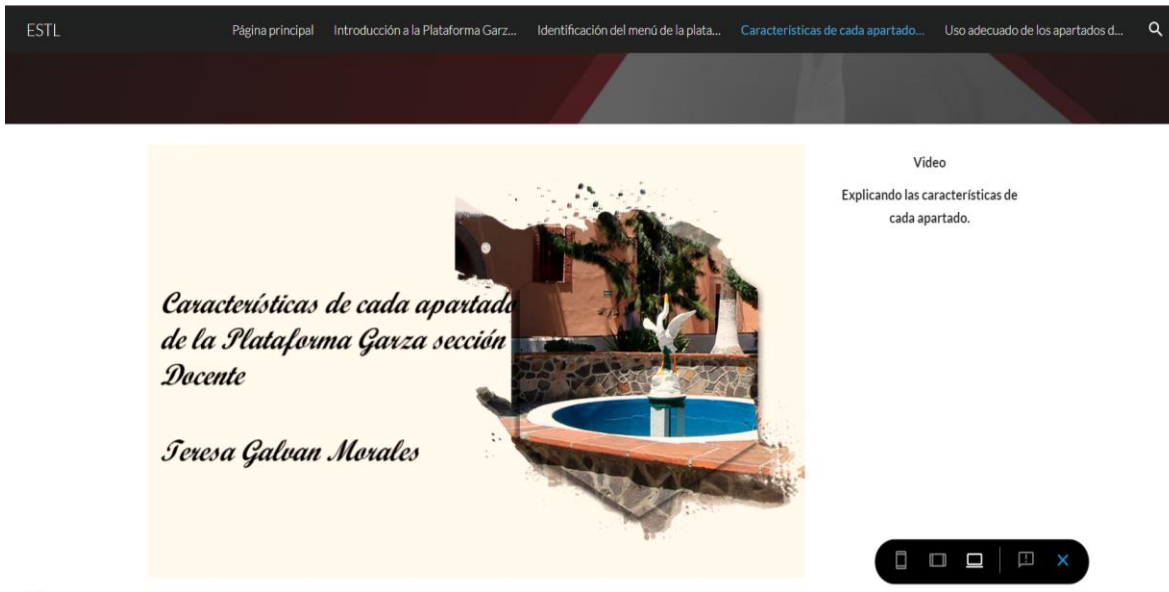 ESTL
Página principal
Introducción a la Plataforma Garz...
Identificación del menú de la plata...
Características de cada apartado...
Uso adecuado de los apartados d...
Características de cada apartado
de la Plataforma Garza sección
Docente
Teresa Galvan Morales
Video
Explicando las características de
cada apartado.